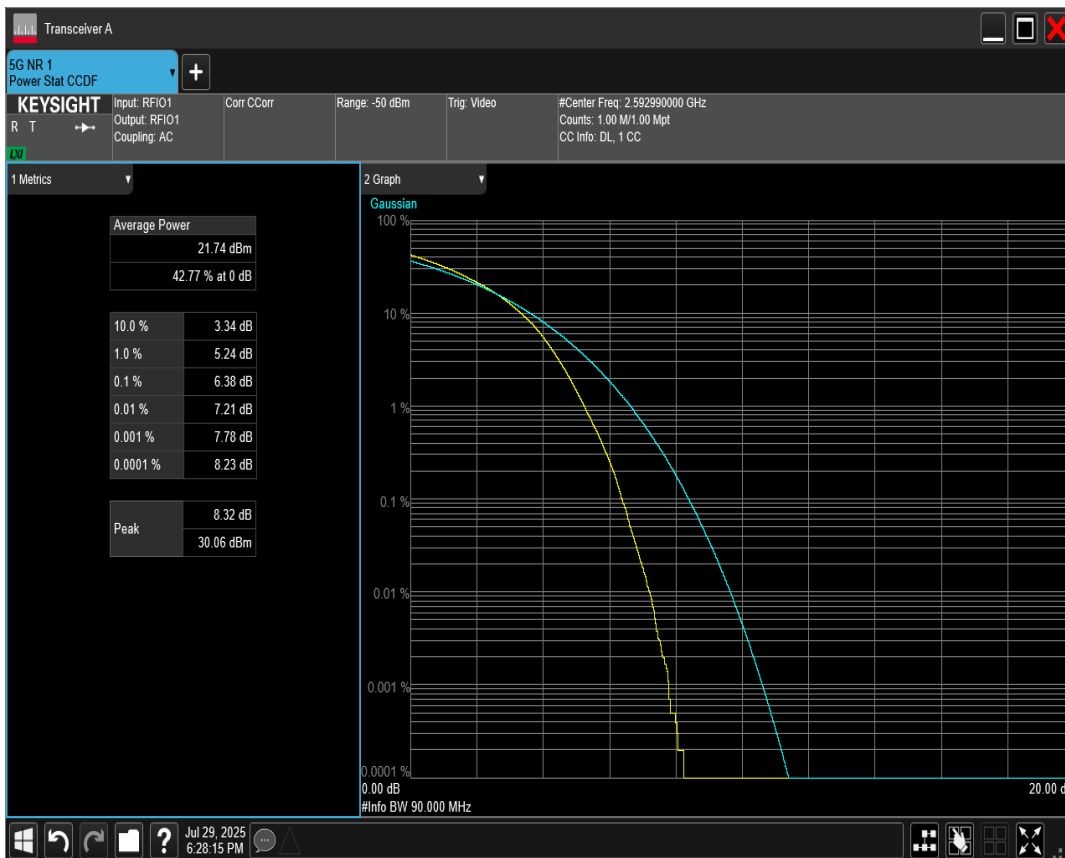 Transceiver A
5G NR 1
Power Stat CCDF
KEYSIGHT
R T
LXI
Input: RFIO1
Output: RFIO1
Coupling: AC
Corr CCorr
Range: -50 dBm
Trig: Video
#Center Freq: 2.592990000 GHz
Counts: 1.00 M/1.00 Mpt
CC Info: DL, 1 CC
1 Metrics
Average Power
21.74 dBm
42.77 % at 0 dB
10.0 % 3.34 dB
1.0 % 5.24 dB
0.1 % 6.38 dB
0.01 % 7.21 dB
0.001 % 7.78 dB
0.0001 % 8.23 dB
Peak
8.32 dB
30.06 dBm
2 Graph
Gaussian
100 %
10 %
1 %
0.1 %
0.01 %
0.001 %
0.0001 %
0.00 dB
20.00 d
#Info BW 90.000 MHz
Jul 29, 2025
6:28:15 PM